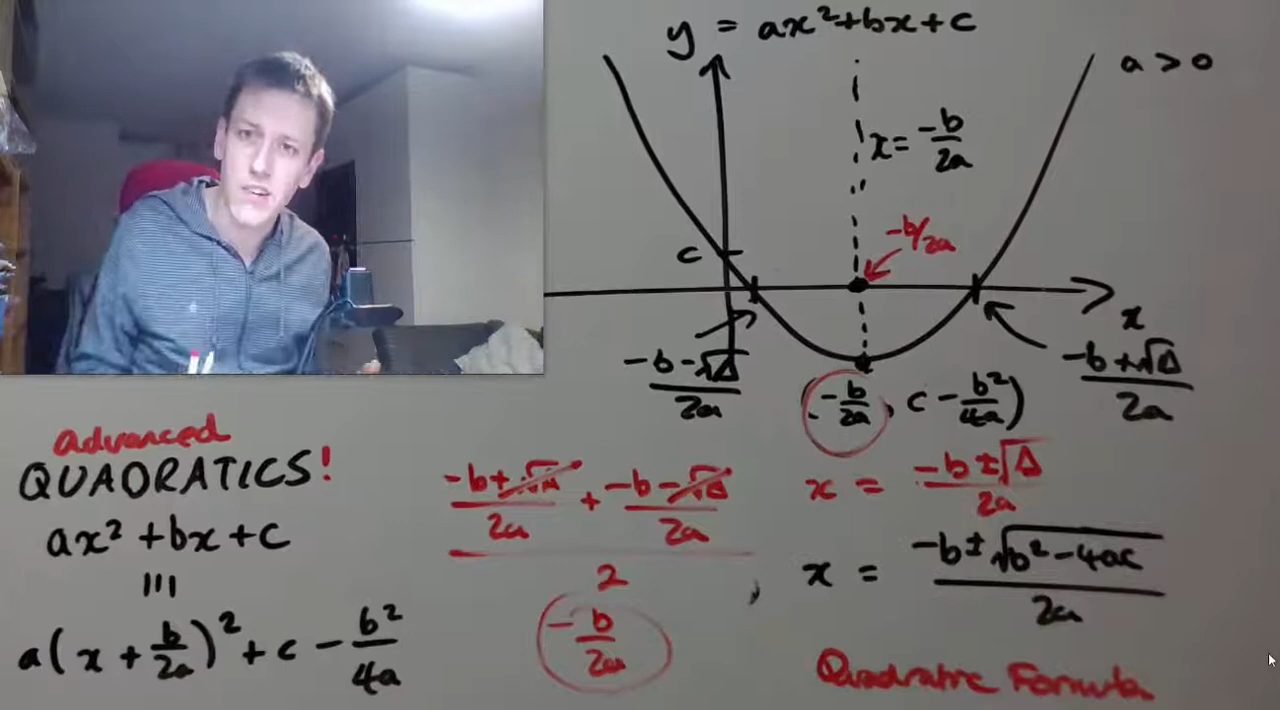 y = ax²+bx+c
a > 0
x = -b/2a
-b/2a
c
x
(-b-√Δ)/2a
(-b/2a, c - b²/4a)
(-b+√Δ)/2a
advanced
QUADRATICS!
ax² + bx + c
≡
a(x + b/2a)² + c - b²/4a
((-b+√Δ)/2a + (-b-√Δ)/2a)/2
-b/2a
x = (-b±√Δ)/2a
, x = (-b±√(b²-4ac))/2a
Quadratic Formula